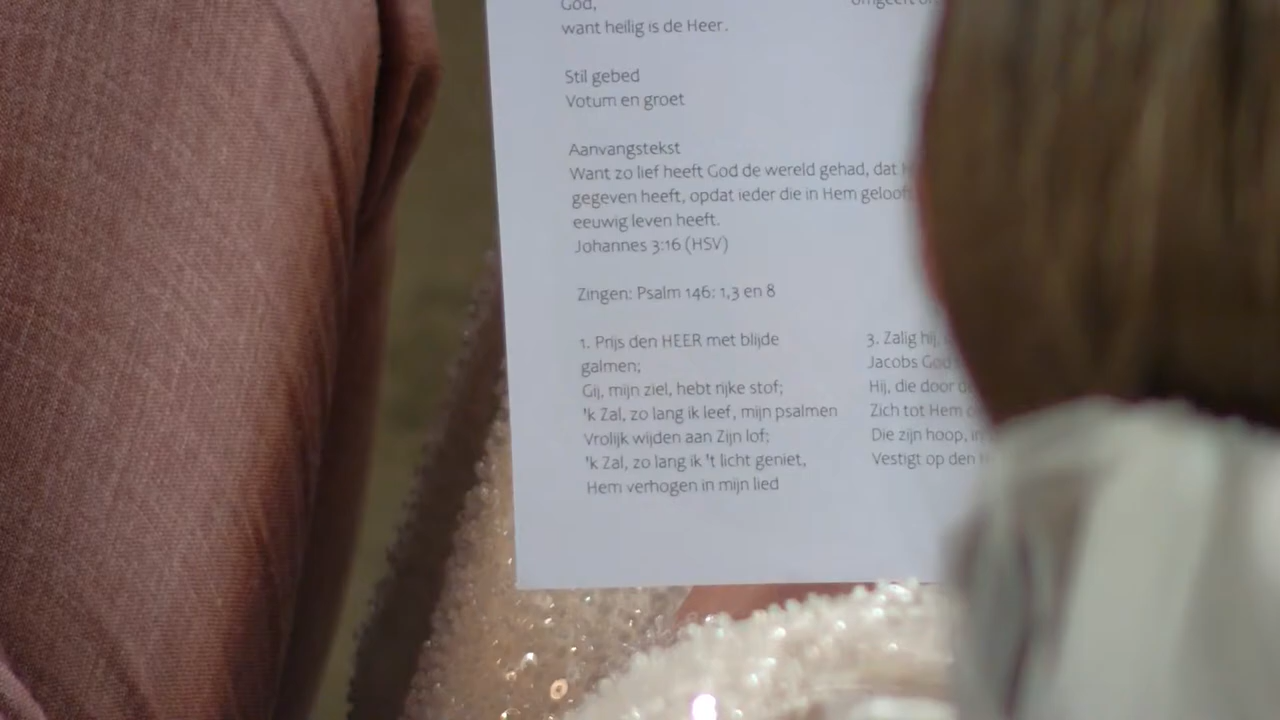 God,
want heilig is de Heer.
Stil gebed
Votum en groet
Aanvangstekst
Want zo lief heeft God de wereld gehad, dat
gegeven heeft, opdat ieder die in Hem gelooft
eeuwig leven heeft.
Johannes 3:16 (HSV)
Zingen: Psalm 146: 1,3 en 8
1. Prijs den HEER met blijde
galmen;
Gij, mijn ziel, hebt rijke stof;
'k Zal, zo lang ik leef, mijn psalmen
Vrolijk wijden aan Zijn lof;
'k Zal, zo lang ik 't licht geniet,
Hem verhogen in mijn lied
3. Zalig hij,
Jacobs God
Hij, die door
Zich tot Hem
Die zijn hoop,
Vestigt op den